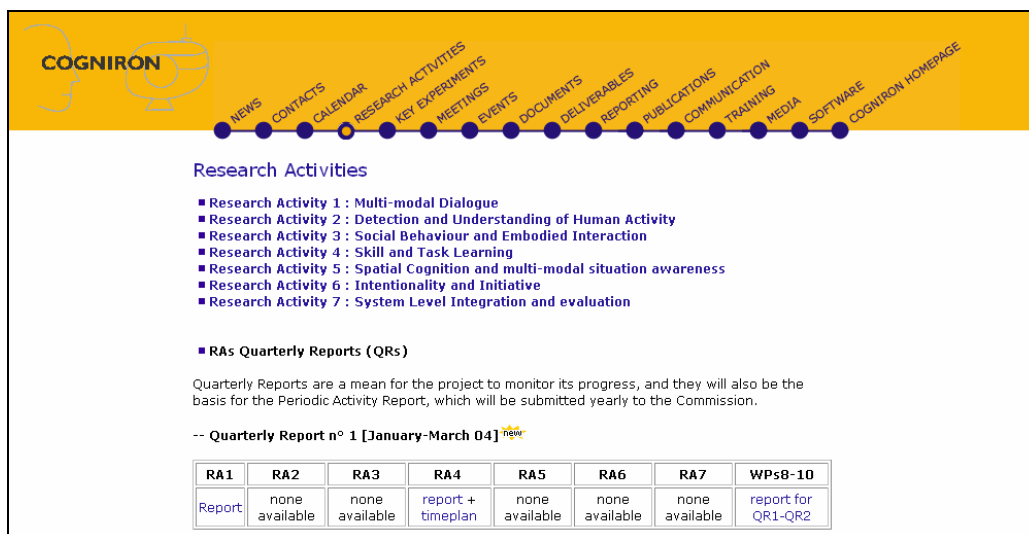 COGNIRON
NEWS
CONTACTS
CALENDAR
RESEARCH ACTIVITIES
KEY EXPERIMENTS
MEETINGS
EVENTS
DOCUMENTS
DELIVERABLES
REPORTING
PUBLICATIONS
COMMUNICATION
TRAINING
MEDIA
SOFTWARE
COGNIRON HOMEPAGE
Research Activities
Research Activity 1 : Multi-modal Dialogue
Research Activity 2 : Detection and Understanding of Human Activity
Research Activity 3 : Social Behaviour and Embodied Interaction
Research Activity 4 : Skill and Task Learning
Research Activity 5 : Spatial Cognition and multi-modal situation awareness
Research Activity 6 : Intentionality and Initiative
Research Activity 7 : System Level Integration and evaluation
RAs Quarterly Reports (QRs)
Quarterly Reports are a mean for the project to monitor its progress, and they will also be the
basis for the Periodic Activity Report, which will be submitted yearly to the Commission.
-- Quarterly Report n° 1 [January-March 04] new
RA1 RA2 RA3 RA4 RA5 RA6 RA7 WPs8-10
Report none available none available report + timeplan none available none available none available report for QR1-QR2